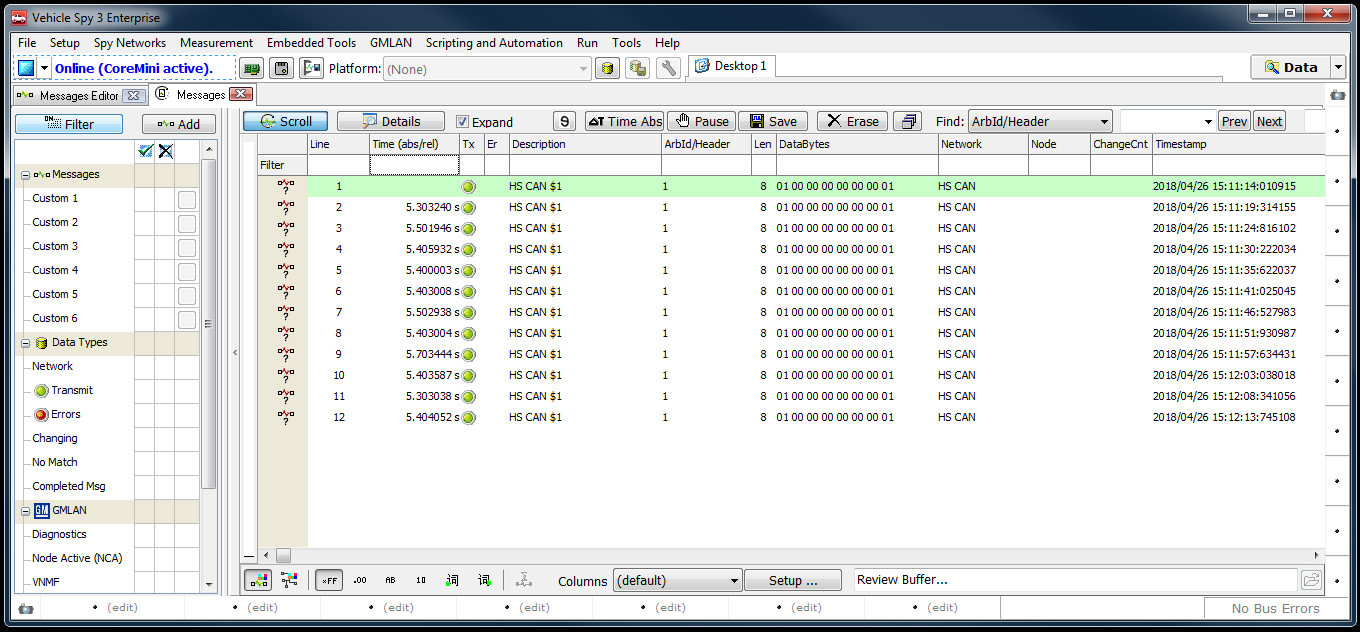 Vehicle Spy 3 Enterprise
File Setup Spy Networks Measurement Embedded Tools GMLAN Scripting and Automation Run Tools Help
Online (CoreMini active). Platform: (None) Desktop 1 Data
Messages Editor Messages
Filter Add
Scroll Details Expand 9 ΔT Time Abs Pause Save Erase Find: ArbId/Header Prev Next
Line Time (abs/rel) Tx Er Description ArbId/Header Len DataBytes Network Node ChangeCnt Timestamp
Filter
Messages
Custom 1
Custom 2
Custom 3
Custom 4
Custom 5
Custom 6
Data Types
Network
Transmit
Errors
Changing
No Match
Completed Msg
GM GMLAN
Diagnostics
Node Active (NCA)
VNMF
? 1 HS CAN $1 1 8 01 00 00 00 00 00 00 01 HS CAN 2018/04/26 15:11:14:010915
? 2 5.303240 s HS CAN $1 1 8 01 00 00 00 00 00 00 01 HS CAN 2018/04/26 15:11:19:314155
? 3 5.501946 s HS CAN $1 1 8 01 00 00 00 00 00 00 01 HS CAN 2018/04/26 15:11:24:816102
? 4 5.405932 s HS CAN $1 1 8 01 00 00 00 00 00 00 01 HS CAN 2018/04/26 15:11:30:222034
? 5 5.400003 s HS CAN $1 1 8 01 00 00 00 00 00 00 01 HS CAN 2018/04/26 15:11:35:622037
? 6 5.403008 s HS CAN $1 1 8 01 00 00 00 00 00 00 01 HS CAN 2018/04/26 15:11:41:025045
? 7 5.502938 s HS CAN $1 1 8 01 00 00 00 00 00 00 01 HS CAN 2018/04/26 15:11:46:527983
? 8 5.403004 s HS CAN $1 1 8 01 00 00 00 00 00 00 01 HS CAN 2018/04/26 15:11:51:930987
? 9 5.703444 s HS CAN $1 1 8 01 00 00 00 00 00 00 01 HS CAN 2018/04/26 15:11:57:634431
? 10 5.403587 s HS CAN $1 1 8 01 00 00 00 00 00 00 01 HS CAN 2018/04/26 15:12:03:038018
? 11 5.303038 s HS CAN $1 1 8 01 00 00 00 00 00 00 01 HS CAN 2018/04/26 15:12:08:341056
? 12 5.404052 s HS CAN $1 1 8 01 00 00 00 00 00 00 01 HS CAN 2018/04/26 15:12:13:745108
×FF .00 AB 10 词 词 Columns (default) Setup ... Review Buffer...
(edit) (edit) (edit) (edit) (edit) (edit) (edit) No Bus Errors